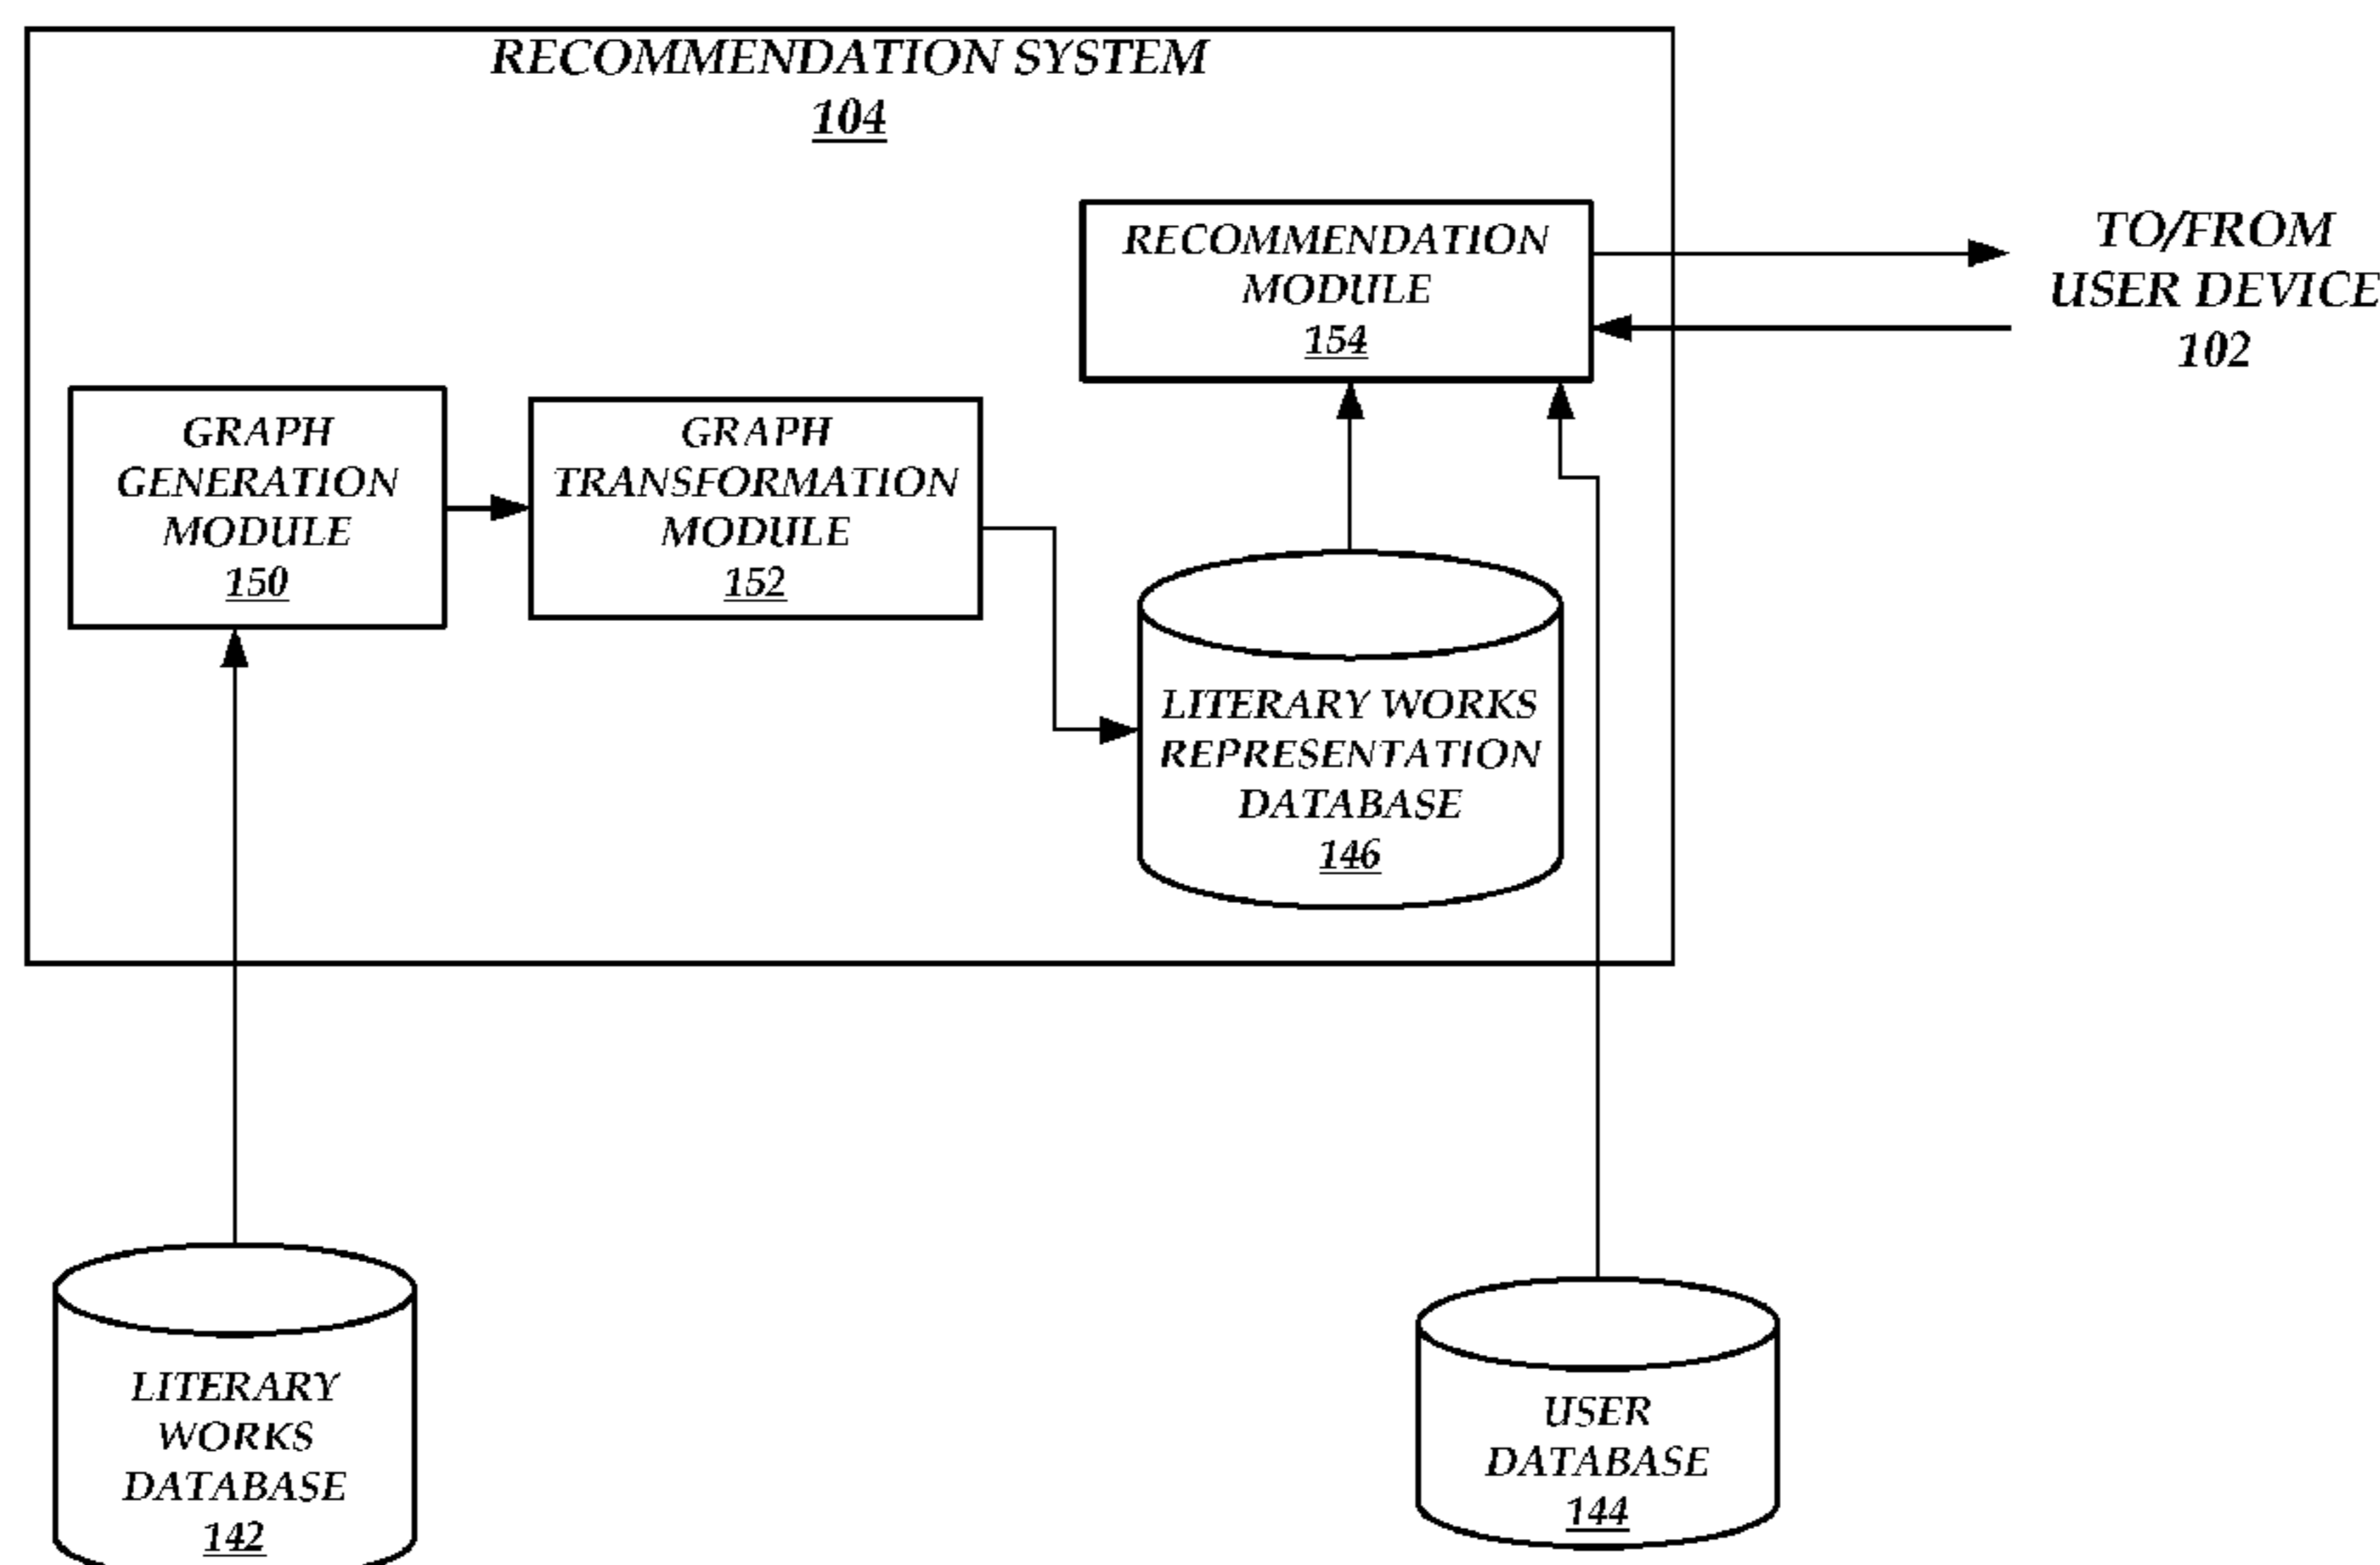 RECOMMENDATION SYSTEM
104
RECOMMENDATION
MODULE
154
TO/FROM
USER DEVICE
102
GRAPH
GENERATION
MODULE
150
GRAPH
TRANSFORMATION
MODULE
152
LITERARY WORKS
REPRESENTATION
DATABASE
146
LITERARY
WORKS
DATABASE
142
USER
DATABASE
144